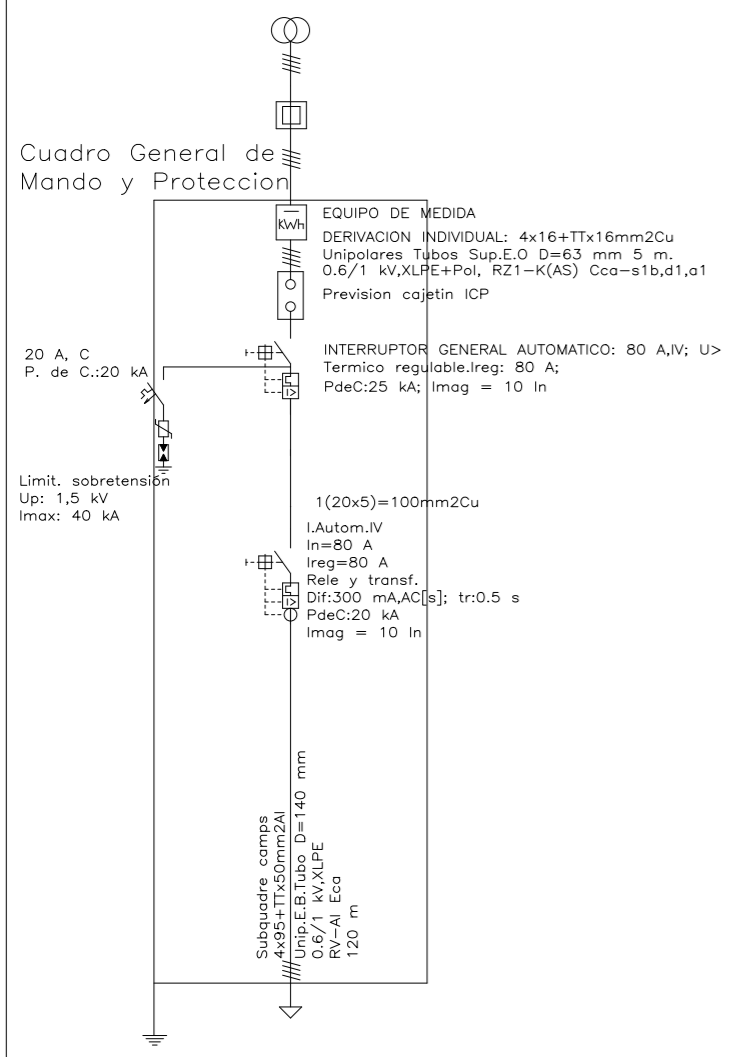 Cuadro General de
Mando y Proteccion
KWh
EQUIPO DE MEDIDA
DERIVACION INDIVIDUAL: 4x16+TTx16mm2Cu
Unipolares Tubos Sup.E.O D=63 mm 5 m.
0.6/1 kV,XLPE+Pol, RZ1-K(AS) Cca-s1b,d1,a1
Prevision cajetin ICP
20 A, C
P. de C.:20 kA
INTERRUPTOR GENERAL AUTOMATICO: 80 A,IV; U>
Termico regulable.Ireg: 80 A;
PdeC:25 kA; Imag = 10 In
I>
Limit. sobretensión
Up: 1,5 kV
Imax: 40 kA
1(20x5)=100mm2Cu
I.Autom.IV
In=80 A
Ireg=80 A
Rele y transf.
Dif:300 mA,AC[s]; tr:0.5 s
PdeC:20 kA
Imag = 10 In
I>
Subquadre camps
4x95+TTx50mm2Al
Unip.E.B.Tubo D=140 mm
0.6/1 kV,XLPE
RV-Al Eca
120 m